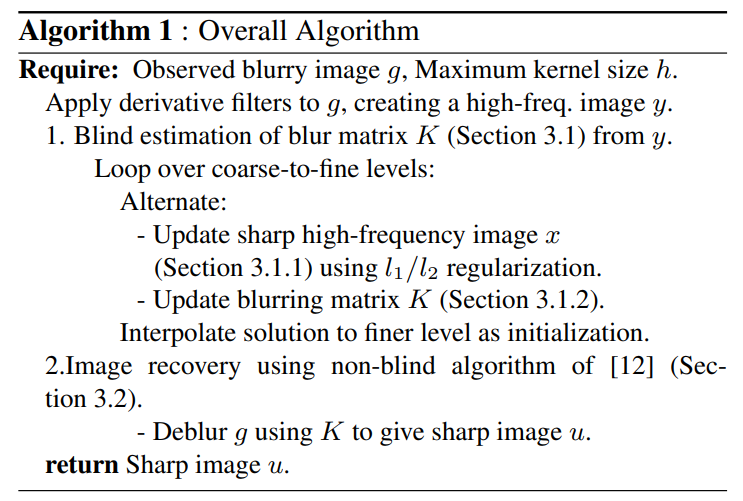 Algorithm 1 : Overall Algorithm
Require: Observed blurry image g, Maximum kernel size h.
Apply derivative filters to g, creating a high-freq. image y.
1. Blind estimation of blur matrix K (Section 3.1) from y.
Loop over coarse-to-fine levels:
Alternate:
- Update sharp high-frequency image x
(Section 3.1.1) using l₁/l₂ regularization.
- Update blurring matrix K (Section 3.1.2).
Interpolate solution to finer level as initialization.
2.Image recovery using non-blind algorithm of [12] (Sec-
tion 3.2).
- Deblur g using K to give sharp image u.
return Sharp image u.